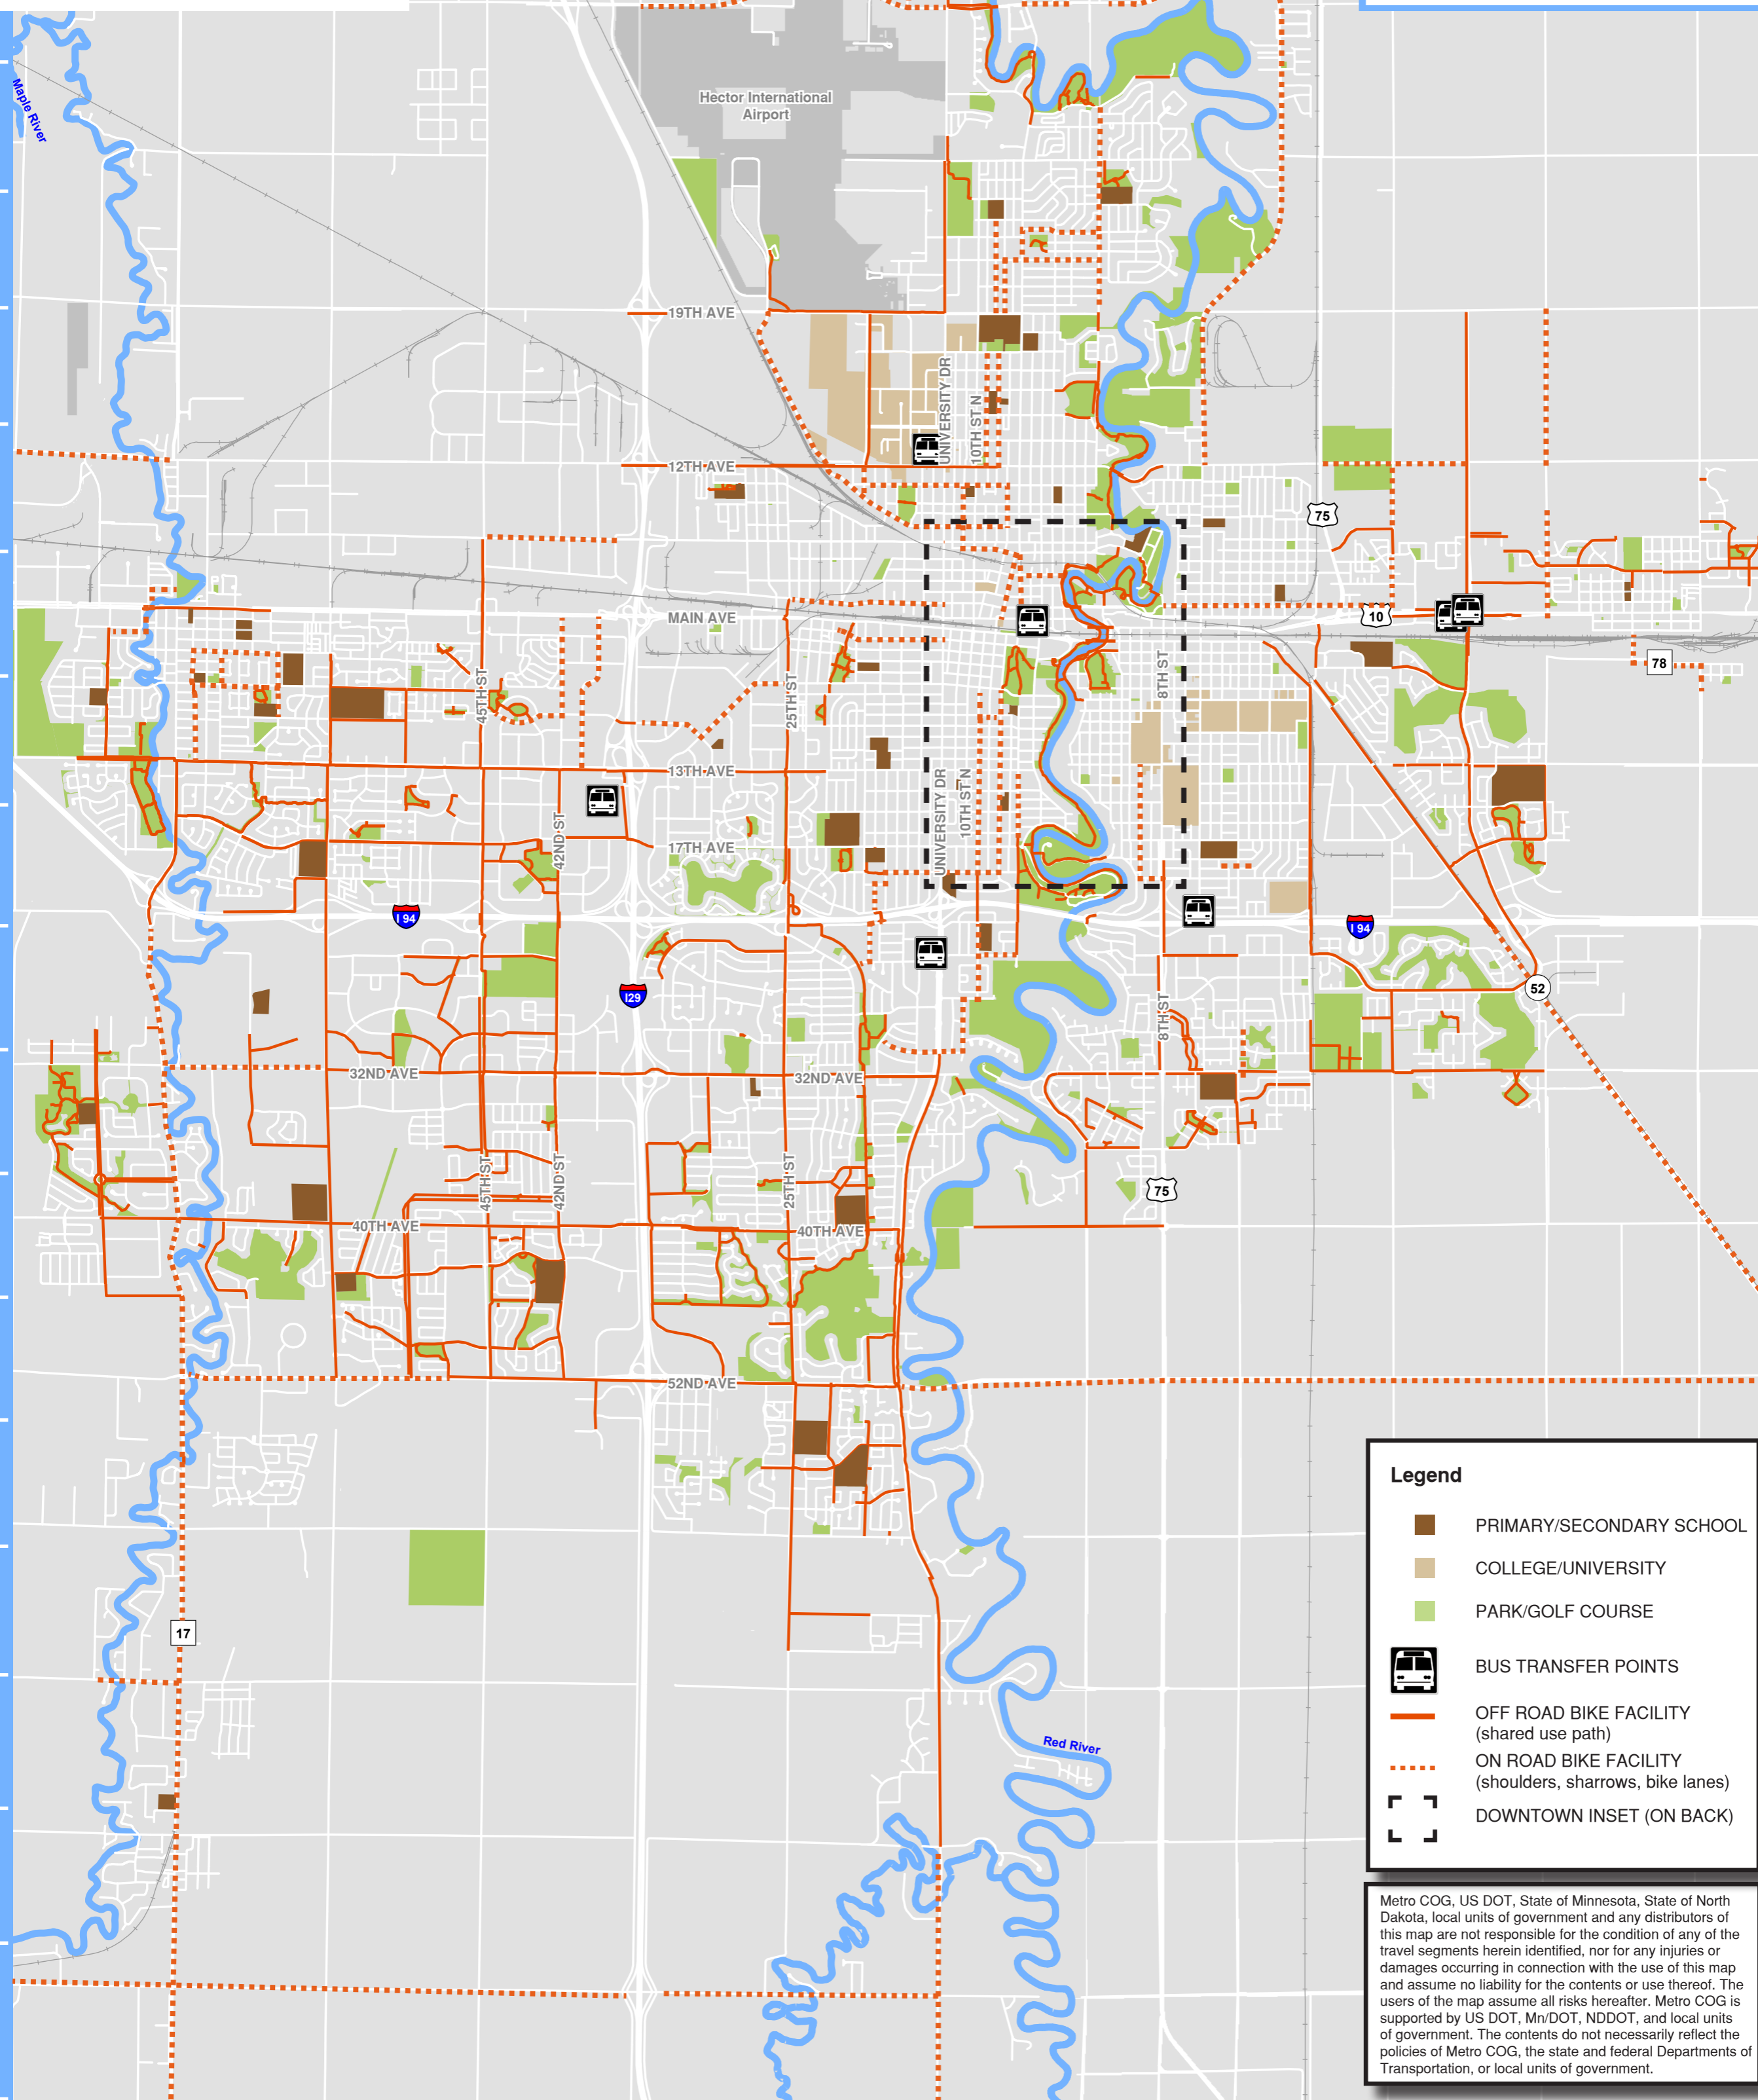 Maple River
Hector International
Airport
19TH AVE
UNIVERSITY DR
10TH ST N
12TH AVE
75
MAIN AVE
10
78
45TH ST
25TH ST
8TH ST
13TH AVE
UNIVERSITY DR
10TH ST N
42ND ST
17TH AVE
I 94
I 94
I29
52
8TH ST
32ND AVE
32ND AVE
45TH ST
42ND ST
25TH ST
75
40TH AVE
40TH AVE
52ND AVE
17
Red River
Legend
PRIMARY/SECONDARY SCHOOL
COLLEGE/UNIVERSITY
PARK/GOLF COURSE
BUS TRANSFER POINTS
OFF ROAD BIKE FACILITY
(shared use path)
ON ROAD BIKE FACILITY
(shoulders, sharrows, bike lanes)
DOWNTOWN INSET (ON BACK)
Metro COG, US DOT, State of Minnesota, State of North
Dakota, local units of government and any distributors of
this map are not responsible for the condition of any of the
travel segments herein identified, nor for any injuries or
damages occurring in connection with the use of this map
and assume no liability for the contents or use thereof. The
users of the map assume all risks hereafter. Metro COG is
supported by US DOT, Mn/DOT, NDDOT, and local units
of government. The contents do not necessarily reflect the
policies of Metro COG, the state and federal Departments of
Transportation, or local units of government.